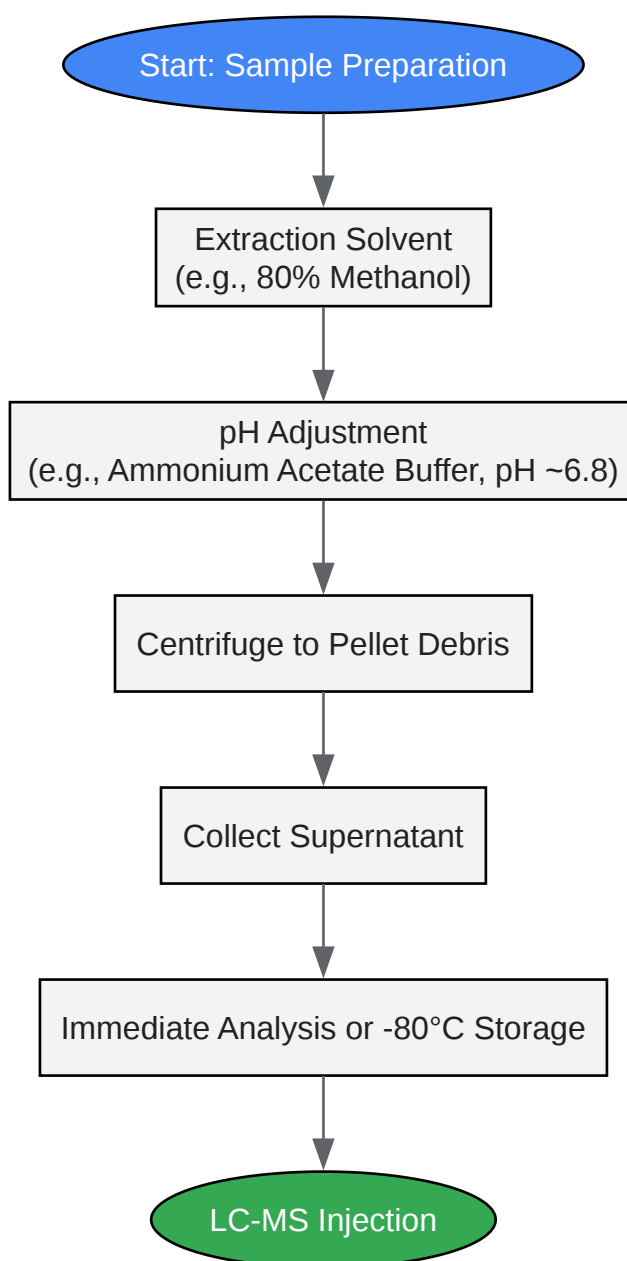 Start: Sample Preparation
Extraction Solvent
(e.g., 80% Methanol)
pH Adjustment
(e.g., Ammonium Acetate Buffer, pH ~6.8)
Centrifuge to Pellet Debris
Collect Supernatant
Immediate Analysis or -80°C Storage
LC-MS Injection